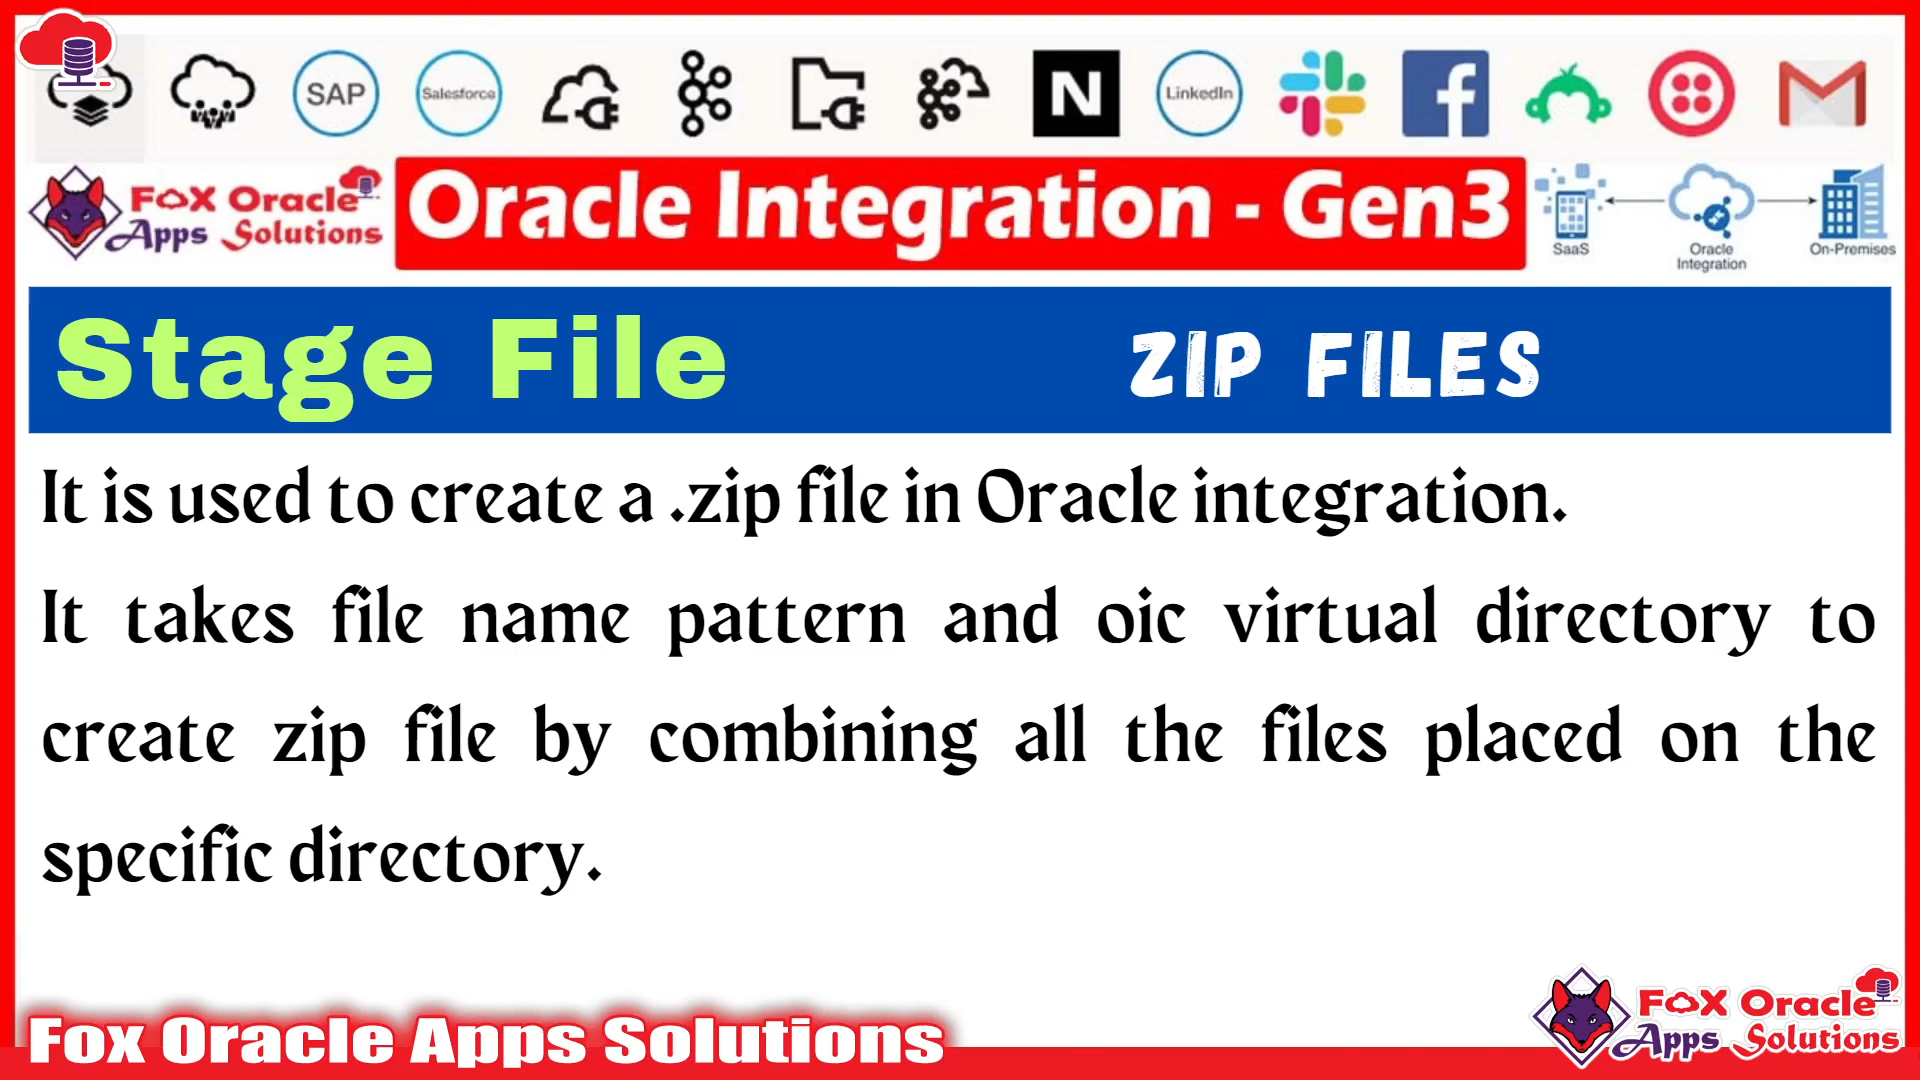 SAP
Salesforce
N
LinkedIn
f
FOX Oracle
Apps Solutions
Oracle Integration - Gen3
SaaS
Oracle
Integration
On-Premises
Stage File
ZIP FILES
It is used to create a .zip file in Oracle integration.
It takes file name pattern and oic virtual directory to
create zip file by combining all the files placed on the
specific directory.
Fox Oracle Apps Solutions
FOX Oracle
Apps Solutions